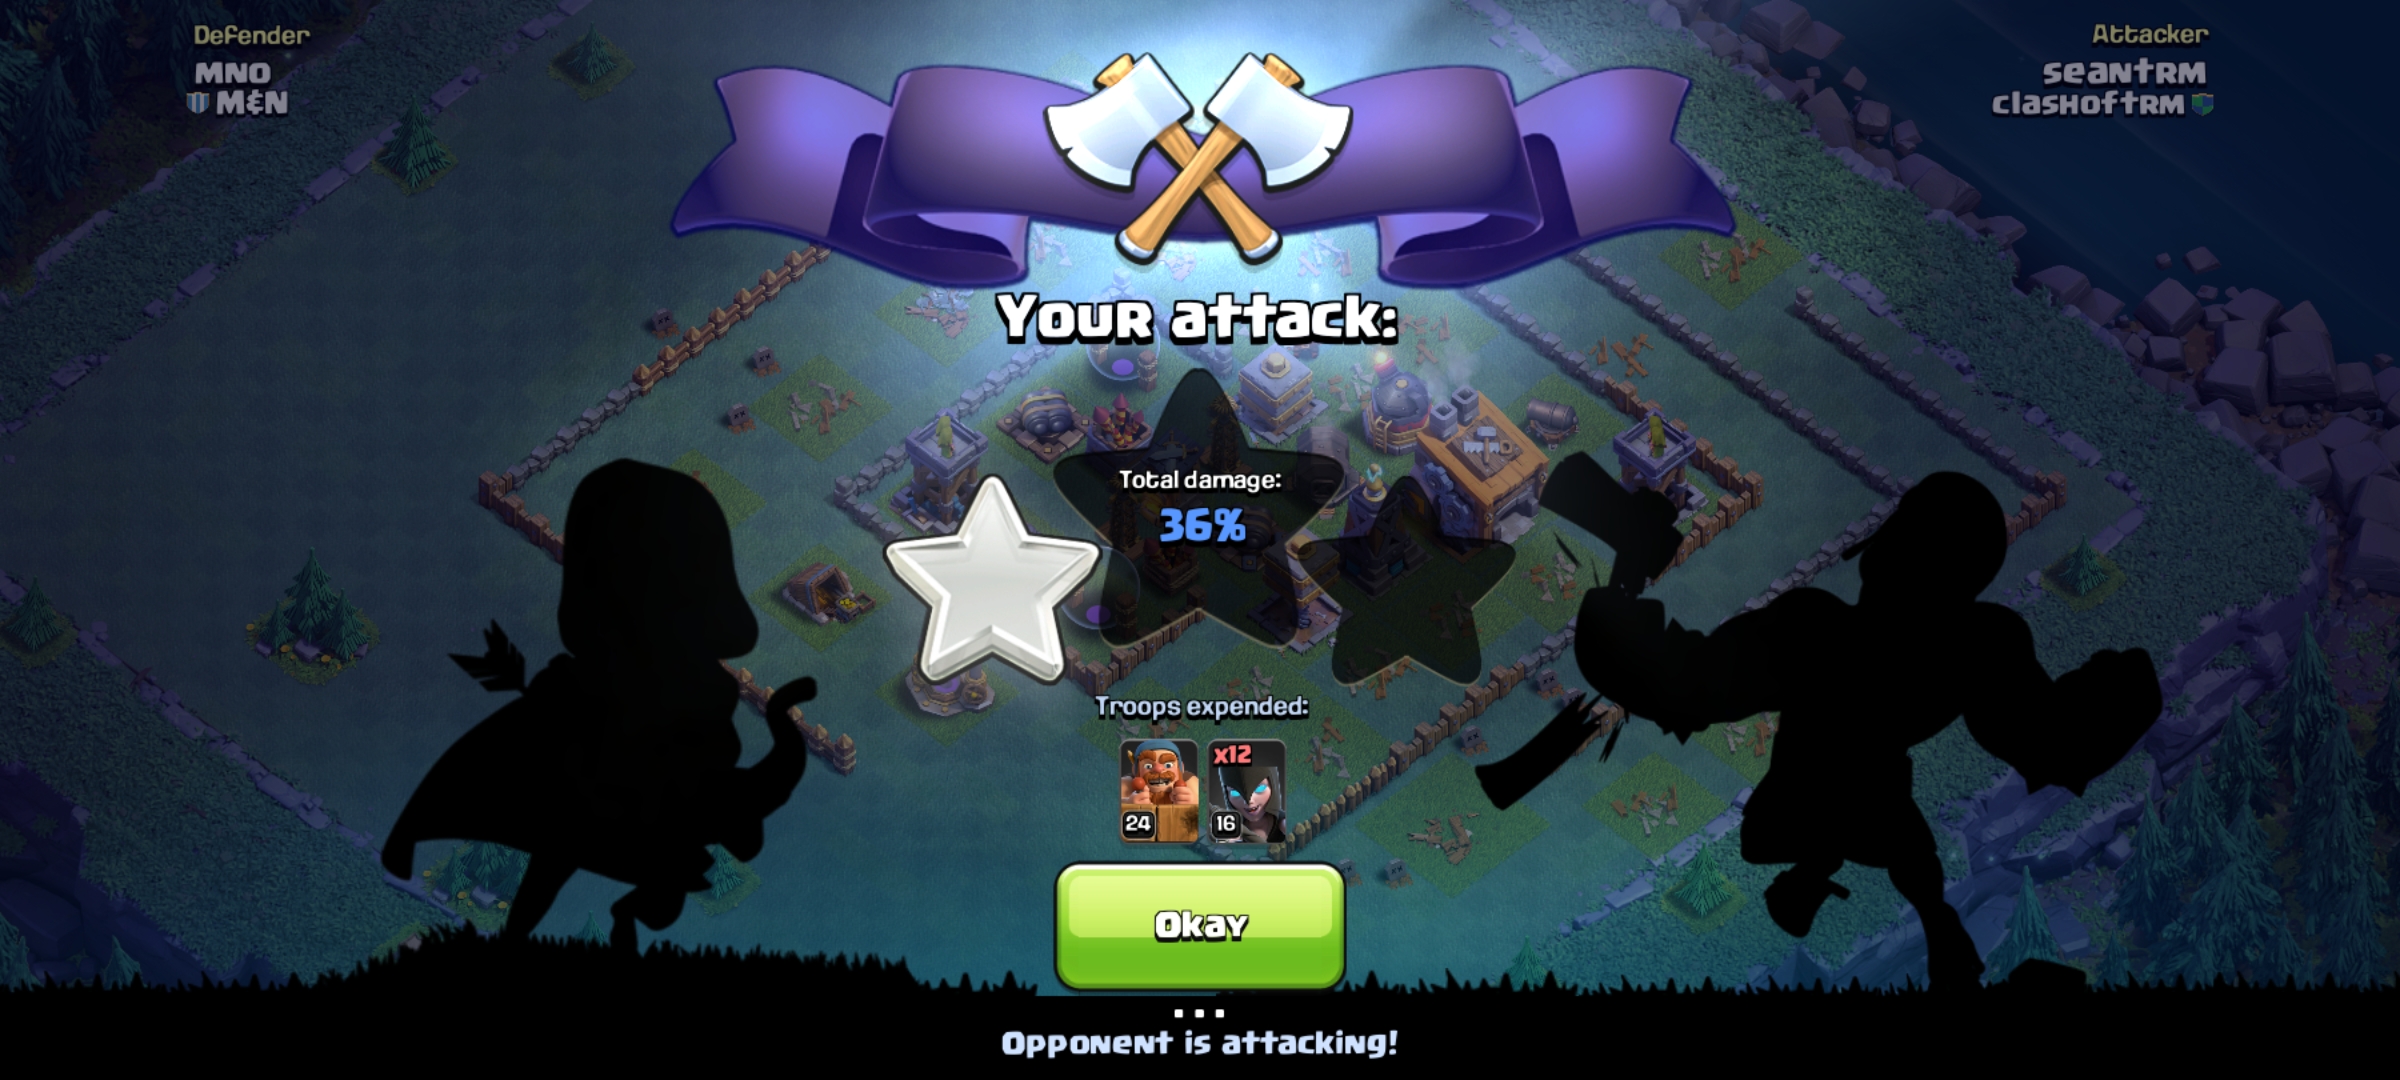 Defender
MNO
M&N
Attacker
seantRM
clashoftRM
Your attack:
Total damage:
36%
Troops expended:
x12
24
16
Okay
...
Opponent is attacking!